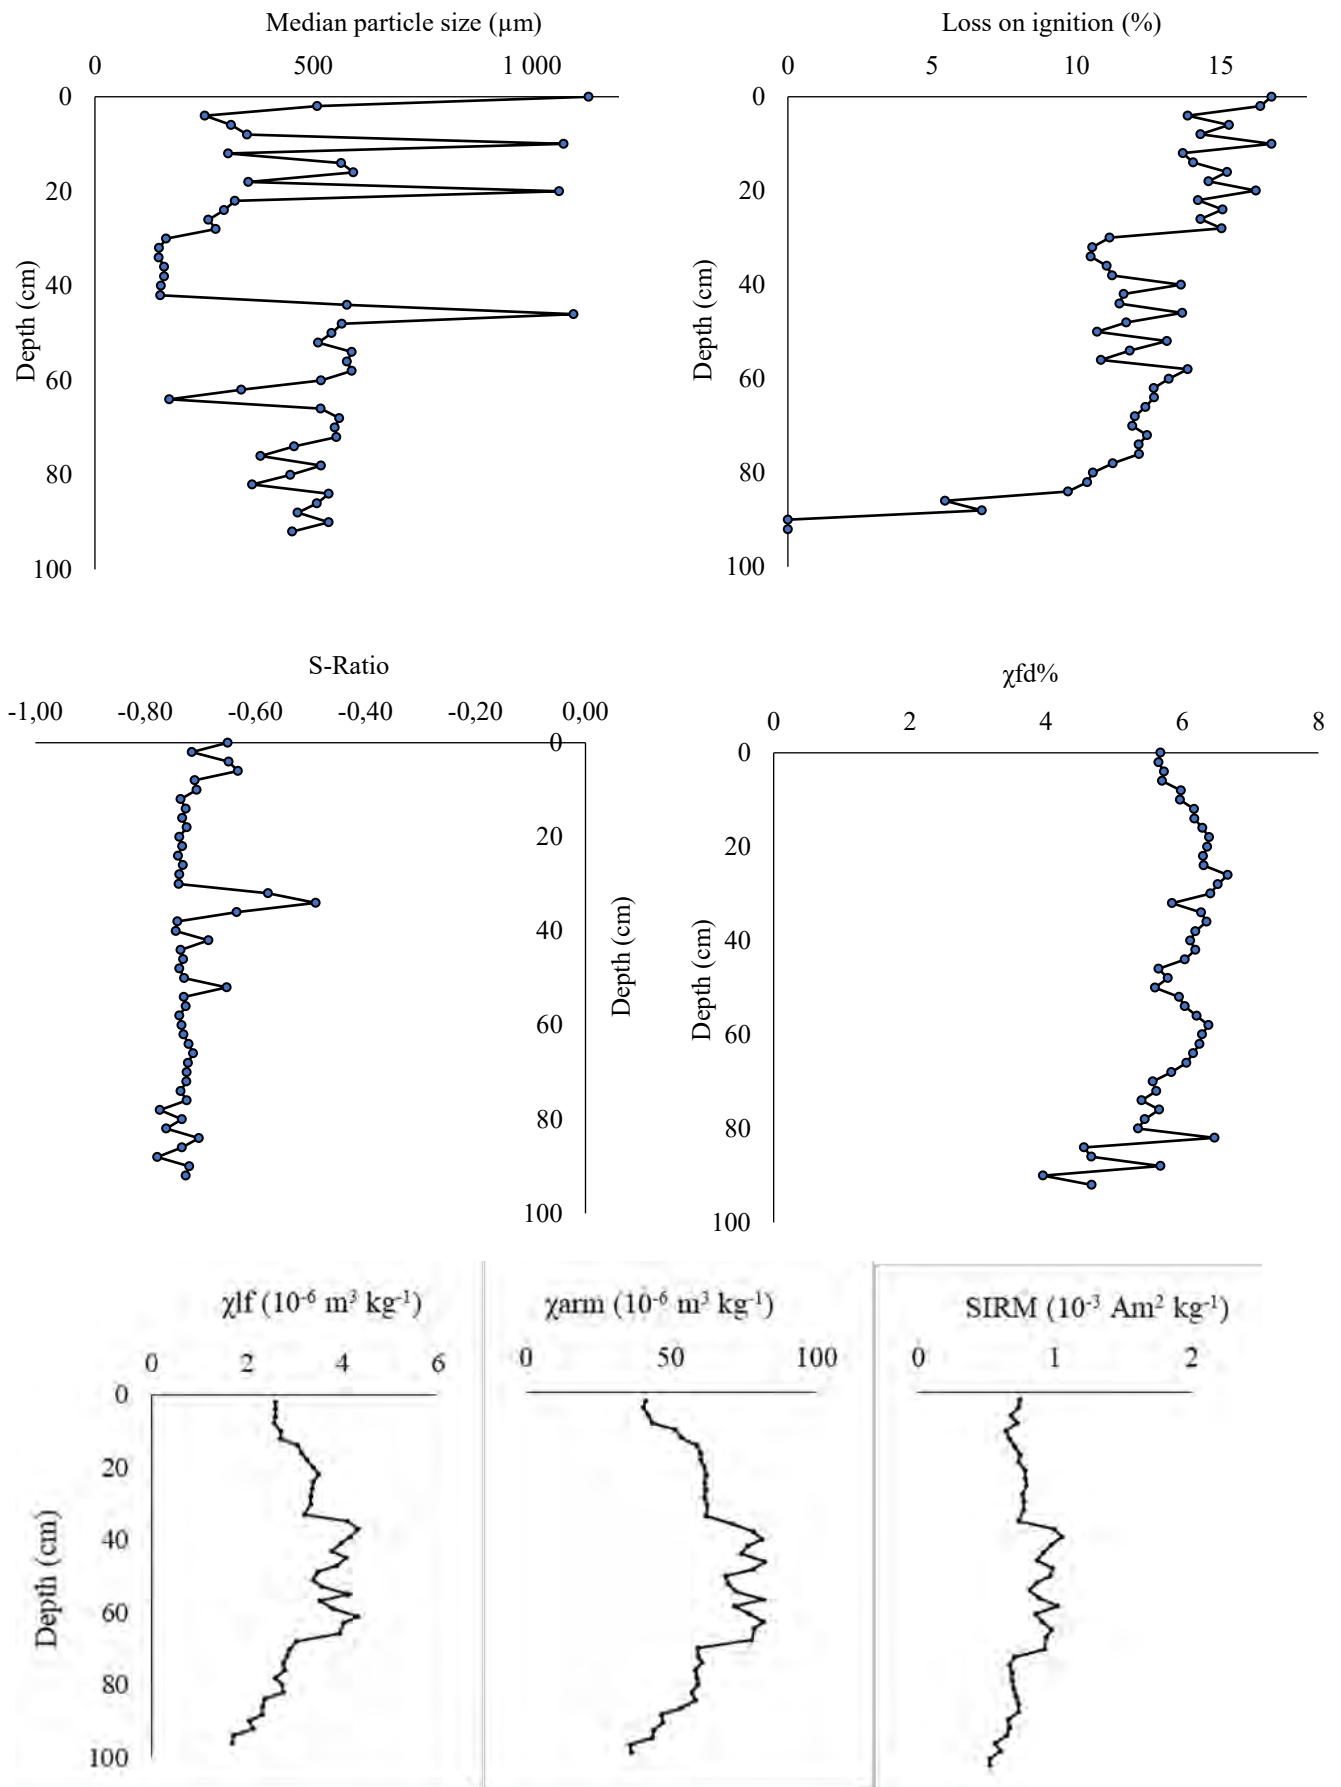 Median particle size (µm)
0 500 1 000
0
20
40
60
80
100
Depth (cm)
Loss on ignition (%)
0 5 10 15
0
20
40
60
80
100
Depth (cm)
S-Ratio
-1,00 -0,80 -0,60 -0,40 -0,20 0,00
0
20
40
60
80
100
Depth (cm)
χfd%
0 2 4 6 8
0
20
40
60
80
100
Depth (cm)
χlf (10⁻⁶ m³ kg⁻¹)
0 2 4 6
0
20
40
60
80
100
Depth (cm)
χarm (10⁻⁶ m³ kg⁻¹)
0 50 100
SIRM (10⁻³ Am² kg⁻¹)
0 1 2